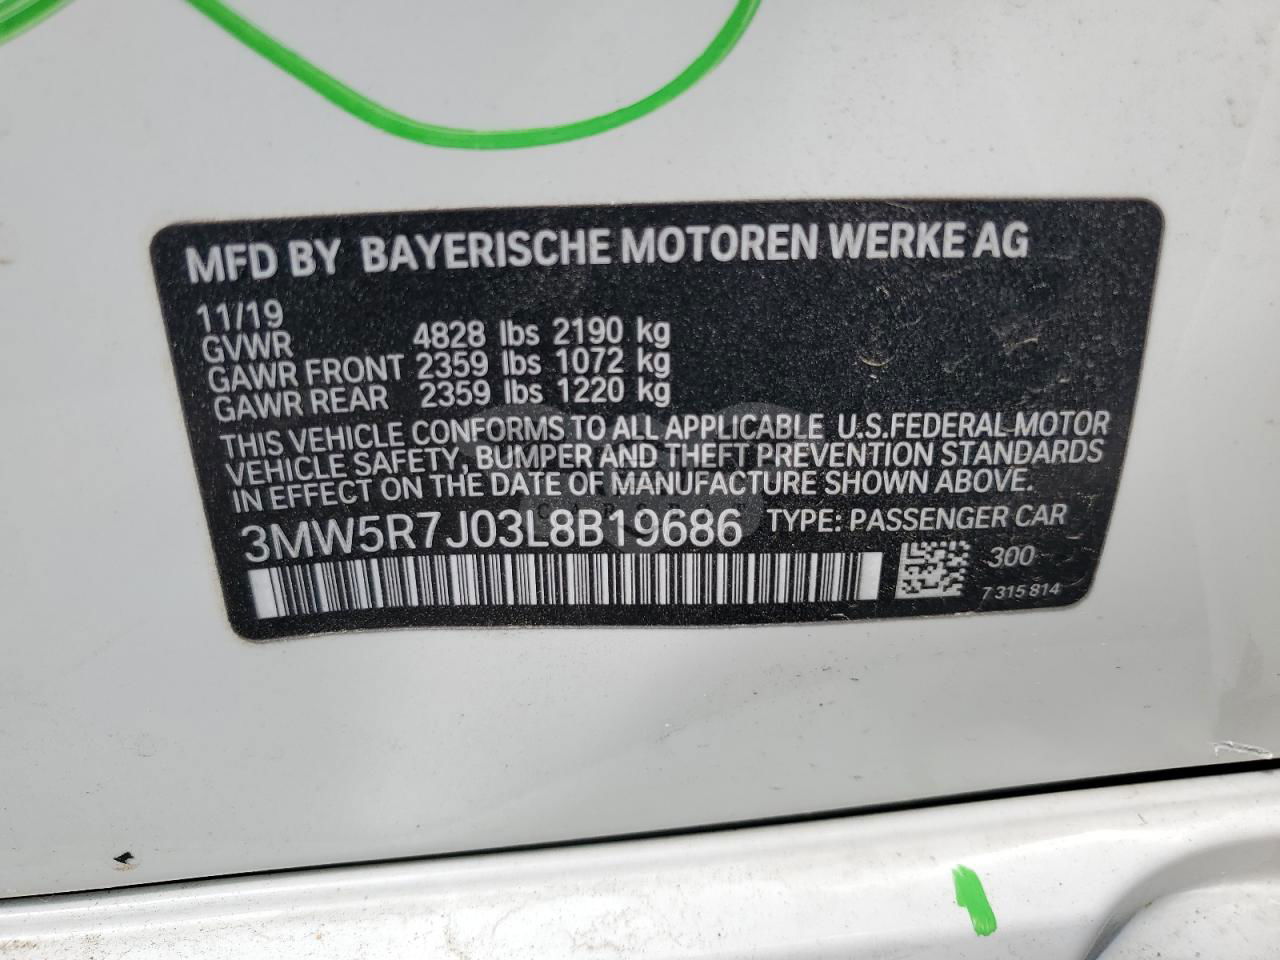 MFD BY BAYERISCHE MOTOREN WERKE AG
11/19
GVWR 4828 lbs 2190 kg
GAWR FRONT 2359 lbs 1072 kg
GAWR REAR 2359 lbs 1220 kg
THIS VEHICLE CONFORMS TO ALL APPLICABLE U.S.FEDERAL MOTOR
VEHICLE SAFETY, BUMPER AND THEFT PREVENTION STANDARDS
IN EFFECT ON THE DATE OF MANUFACTURE SHOWN ABOVE.
3MW5R7J03L8B19686 TYPE: PASSENGER CAR
300
7 315 814